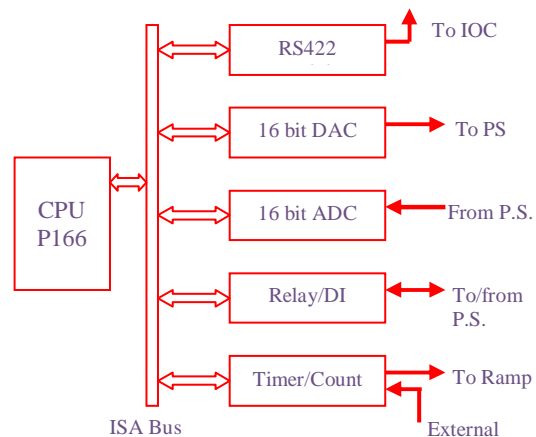 To IOC
RS422
16 bit DAC
To PS
CPU
P166
16 bit ADC
From P.S.
Relay/DI
To/from
P.S.
Timer/Count
To Ramp
ISA Bus
External